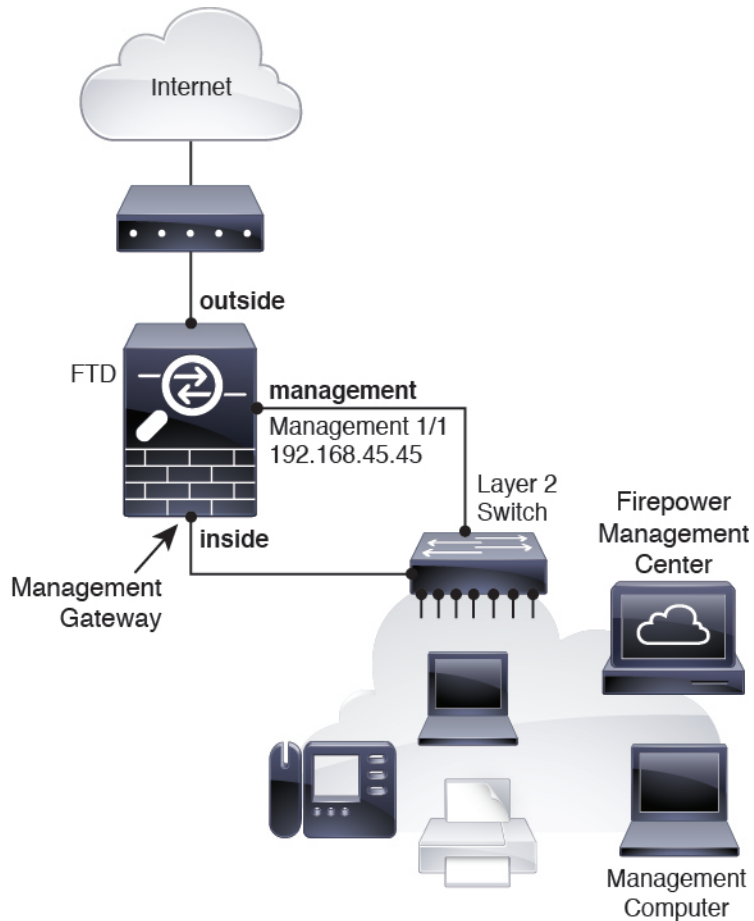 Internet
outside
FTD
management
Management 1/1
192.168.45.45
Layer 2
Switch
Firepower
Management
Center
inside
Management
Gateway
Management
Computer